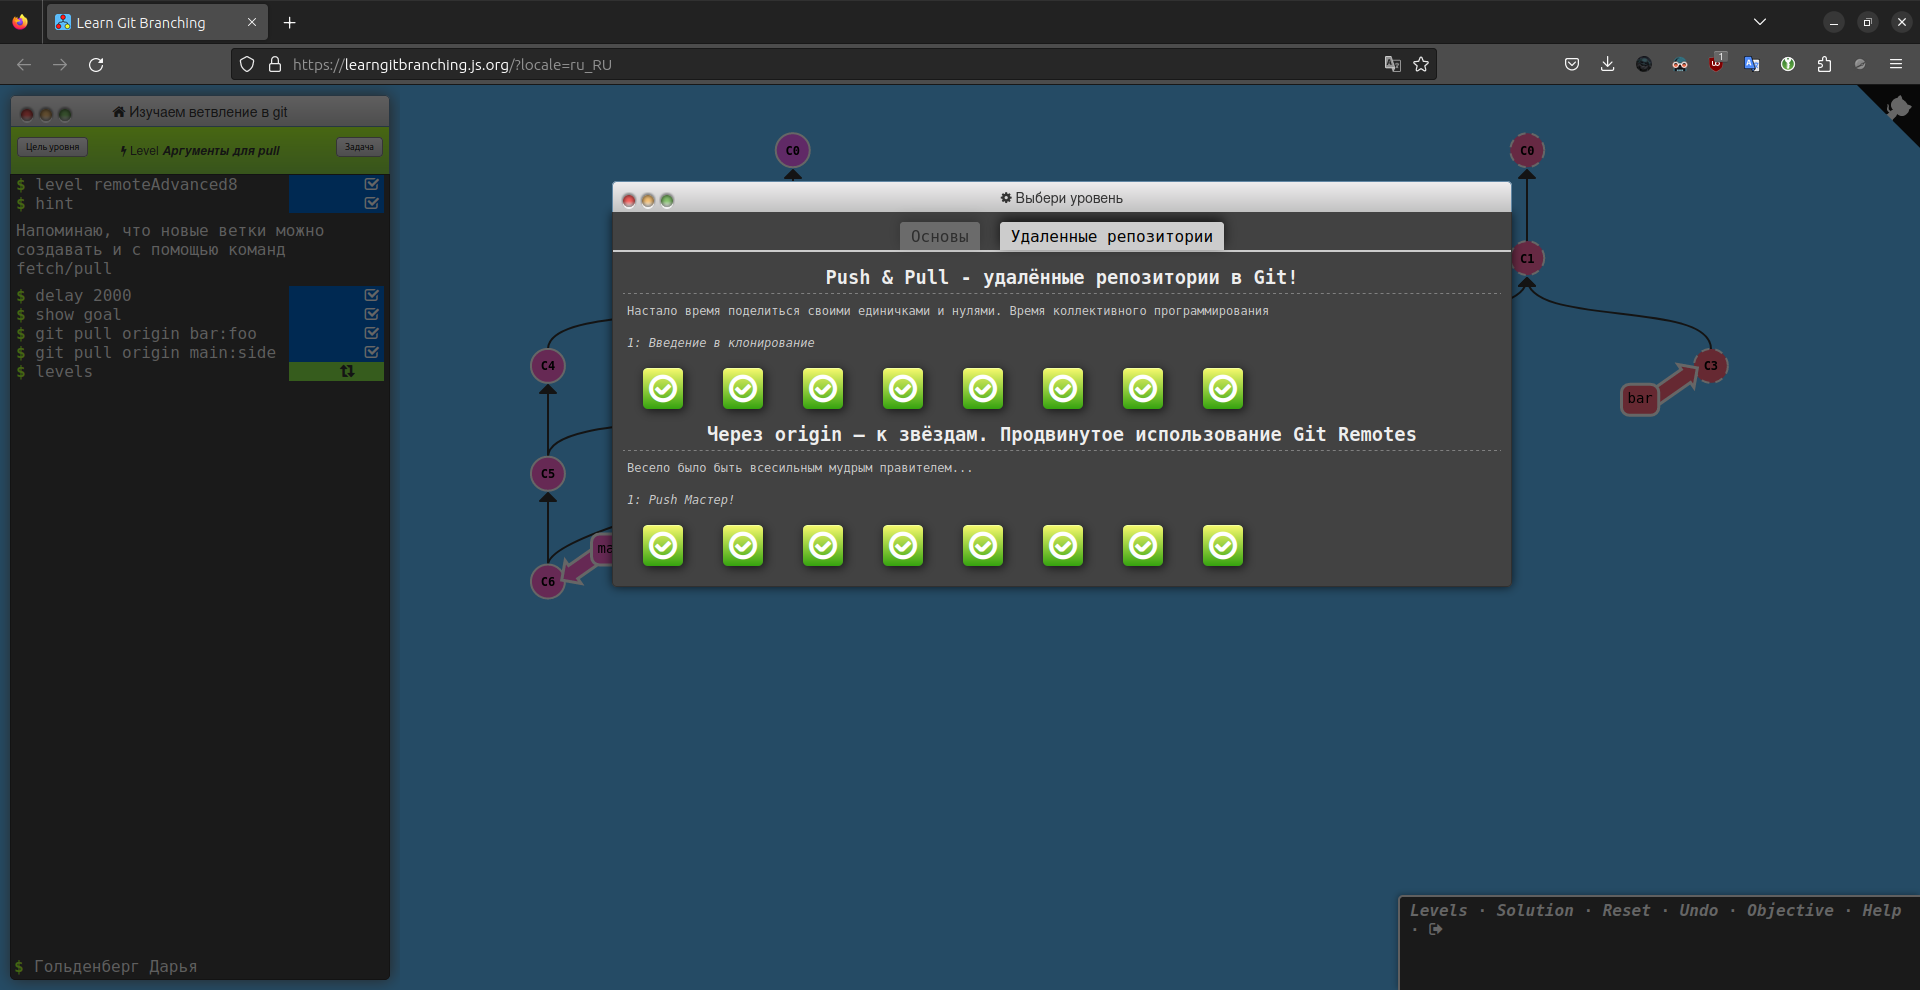 Learn Git Branching
https://learngitbranching.js.org/?locale=ru_RU
1
Изучаем ветвление в git
Цель уровня
Level Аргументы для pull
Задача
$ level remoteAdvanced8
$ hint
Напоминаю, что новые ветки можно
создавать и с помощью команд
fetch/pull
$ delay 2000
$ show goal
$ git pull origin bar:foo
$ git pull origin main:side
$ levels
$ Гольденберг Дарья
C0
C4
C5
C6
ma
Выбери уровень
Основы
Удаленные репозитории
Push & Pull - удалённые репозитории в Git!
Настало время поделиться своими единичками и нулями. Время коллективного программирования
1: Введение в клонирование
Через origin – к звёздам. Продвинутое использование Git Remotes
Весело было быть всесильным мудрым правителем...
1: Push Мастер!
C0
C1
C3
bar
Levels · Solution · Reset · Undo · Objective · Help
·